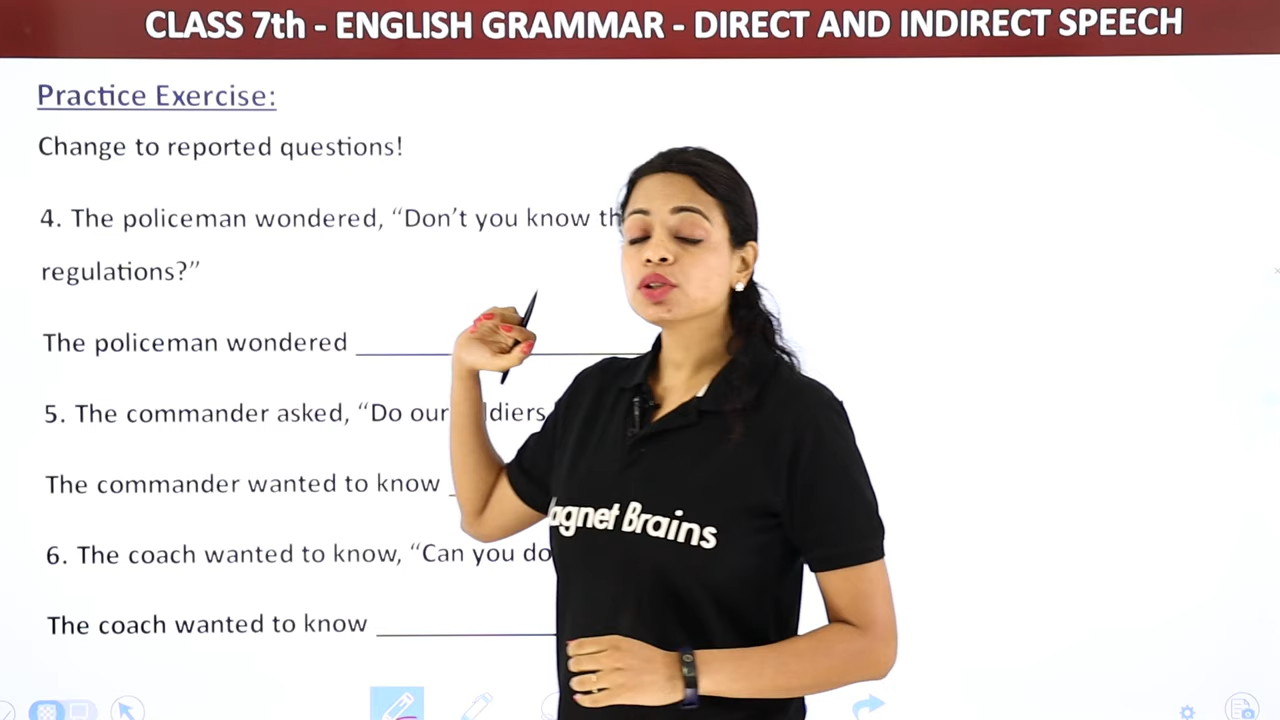 CLASS 7th - ENGLISH GRAMMAR - DIRECT AND INDIRECT SPEECH
Practice Exercise:
Change to reported questions!
4. The policeman wondered, “Don’t you know
regulations?”
The policeman wondered
5. The commander asked, “Do our
The commander wanted to know
6. The coach wanted to know, “Can you do
The coach wanted to know
Brains